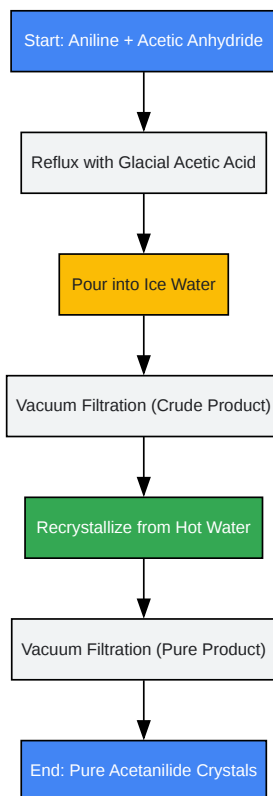 Start: Aniline + Acetic Anhydride
Reflux with Glacial Acetic Acid
Pour into Ice Water
Vacuum Filtration (Crude Product)
Recrystallize from Hot Water
Vacuum Filtration (Pure Product)
End: Pure Acetanilide Crystals